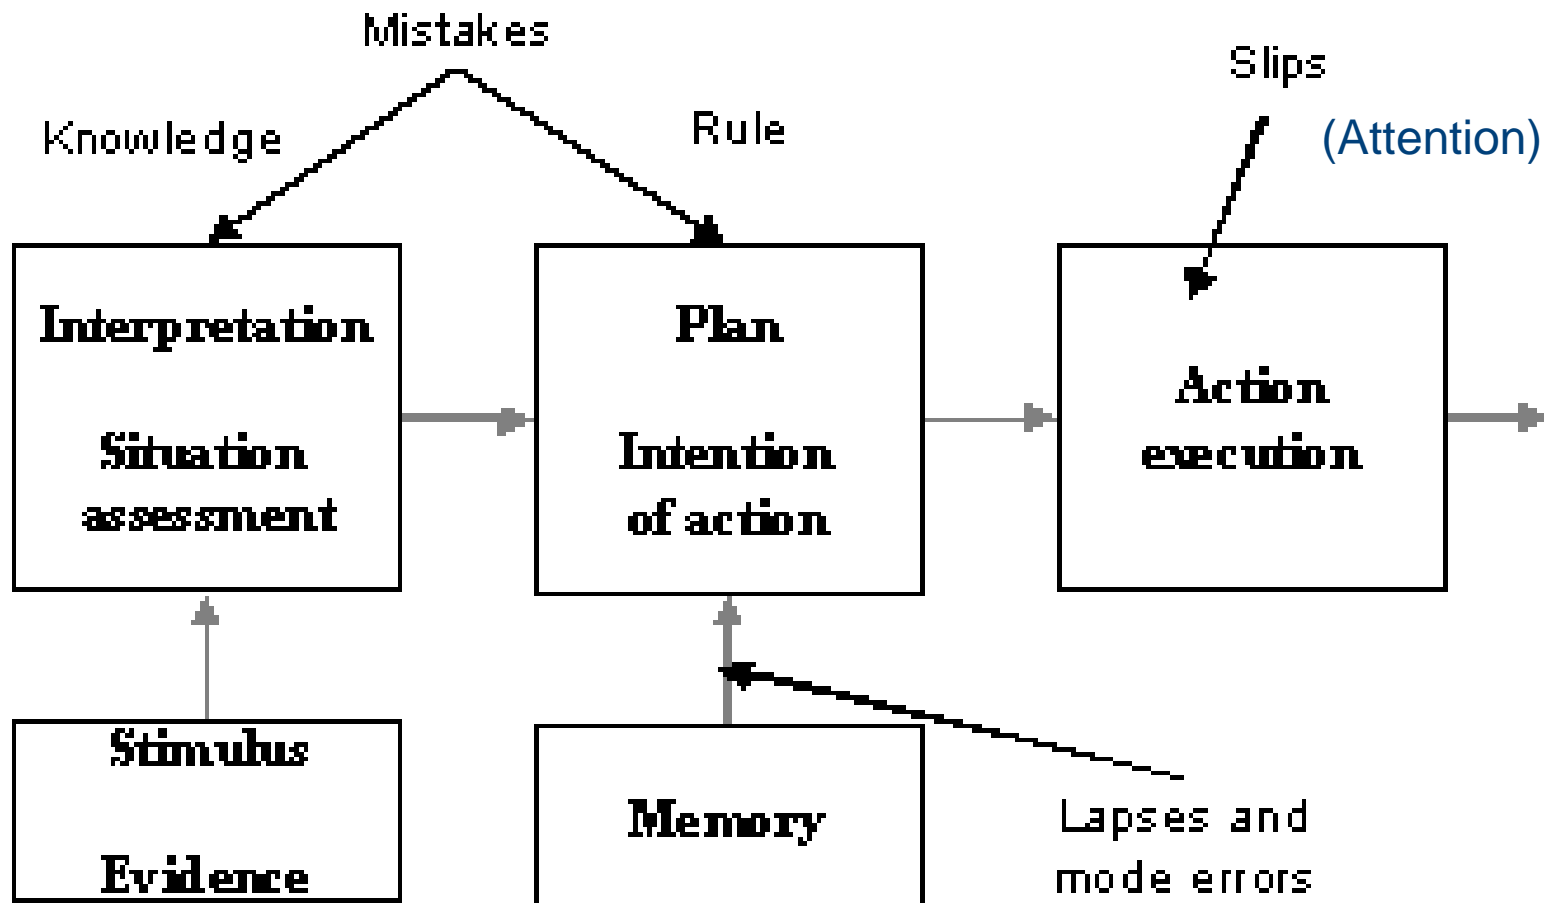 Mistakes
Slips
Knowledge
Rule
(Attention)
Interpretation
Situation
assessment
Plan
Intention
of action
Action
execution
Stimulus
Evidence
Memory
Lapses and
mode errors